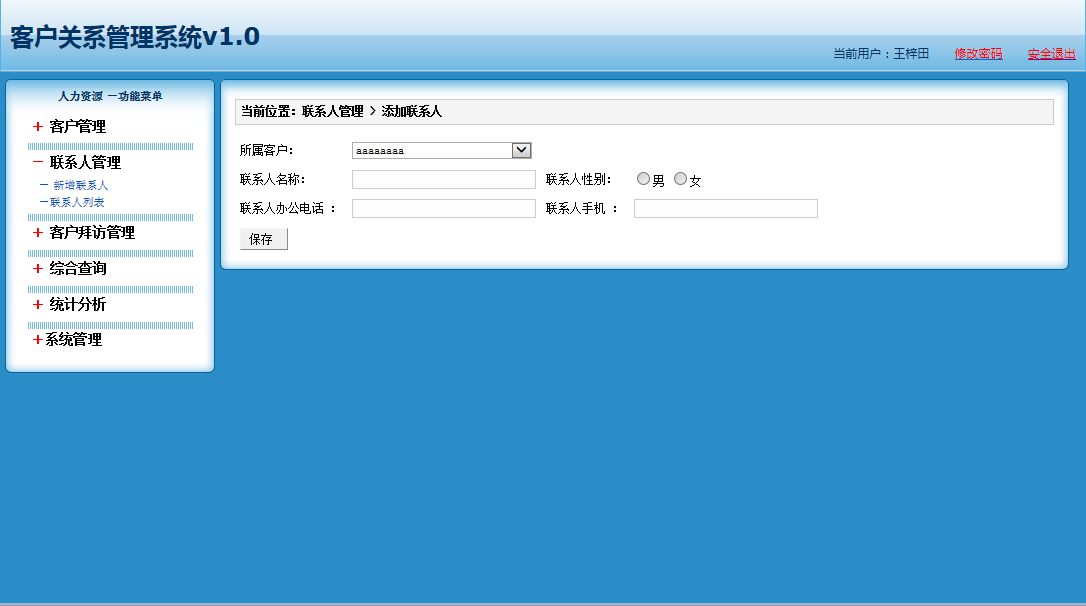 客户关系管理系统v1.0
当前用户：王梓田 修改密码 安全退出
人力资源 －功能菜单
+ 客户管理
－ 联系人管理
－ 新增联系人
－联系人列表
+ 客户拜访管理
+ 综合查询
+ 统计分析
+系统管理
当前位置：联系人管理 > 添加联系人
所属客户： aaaaaaaa
联系人名称： 联系人性别： 男 女
联系人办公电话 ： 联系人手机 ：
保存